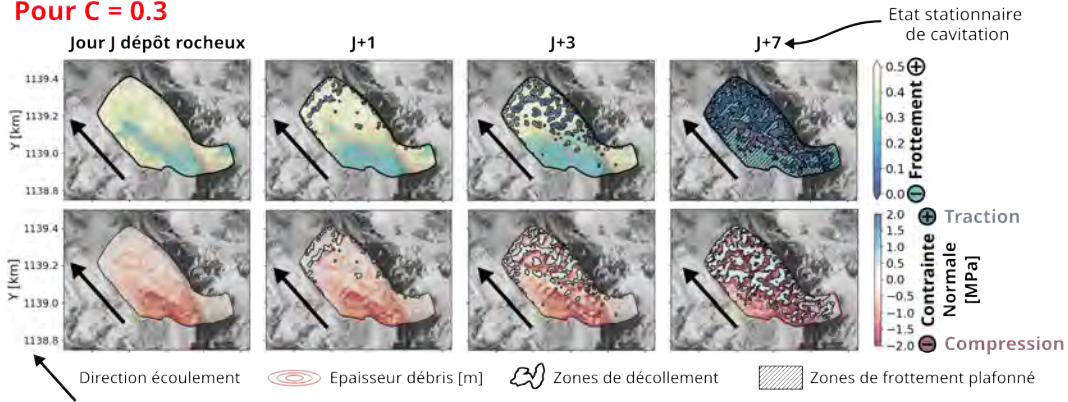 Pour C = 0.3
Etat stationnaire
de cavitation
Jour J dépôt rocheux
J+1
J+3
J+7
Y [km]
1139.4
1139.2
1139.0
1138.8
0.5
0.4
0.3
0.2
0.1
0.0
Frottement
Y [km]
1139.4
1139.2
1139.0
1138.8
2.0
1.5
1.0
0.5
0.0
−0.5
−1.0
−1.5
−2.0
Traction
Contrainte
Normale
[MPa]
Compression
Direction écoulement
Epaisseur débris [m]
Zones de décollement
Zones de frottement plafonné